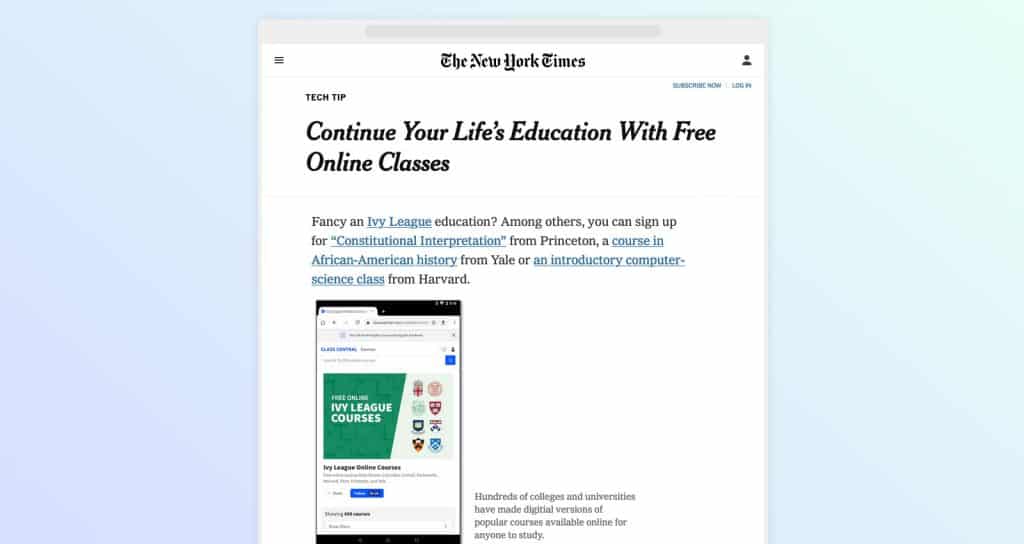 The New York Times
SUBSCRIBE NOW | LOG IN
TECH TIP
Continue Your Life's Education With Free
Online Classes
Fancy an Ivy League education? Among others, you can sign up
for “Constitutional Interpretation” from Princeton, a course in
African-American history from Yale or an introductory computer-
science class from Harvard.
CLASS CENTRAL
FREE ONLINE
IVY LEAGUE
COURSES
Ivy League Online Courses
Follow
Showing
courses
Show filters
Hundreds of colleges and universities
have made digitial versions of
popular courses available online for
anyone to study.